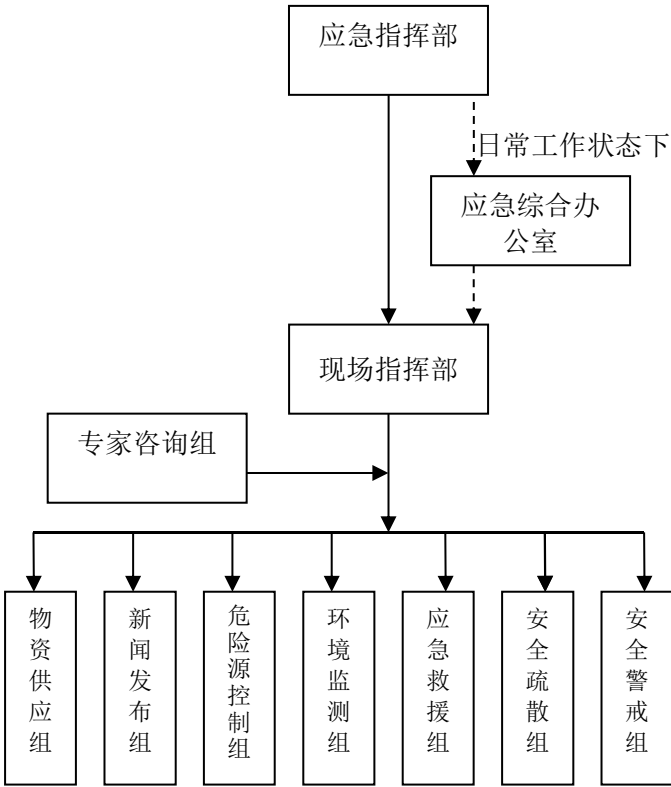 应急指挥部
日常工作状态下
应急综合办
公室
现场指挥部
专家咨询组
物资供应组
新闻发布组
危险源控制组
环境监测组
应急救援组
安全疏散组
安全警戒组